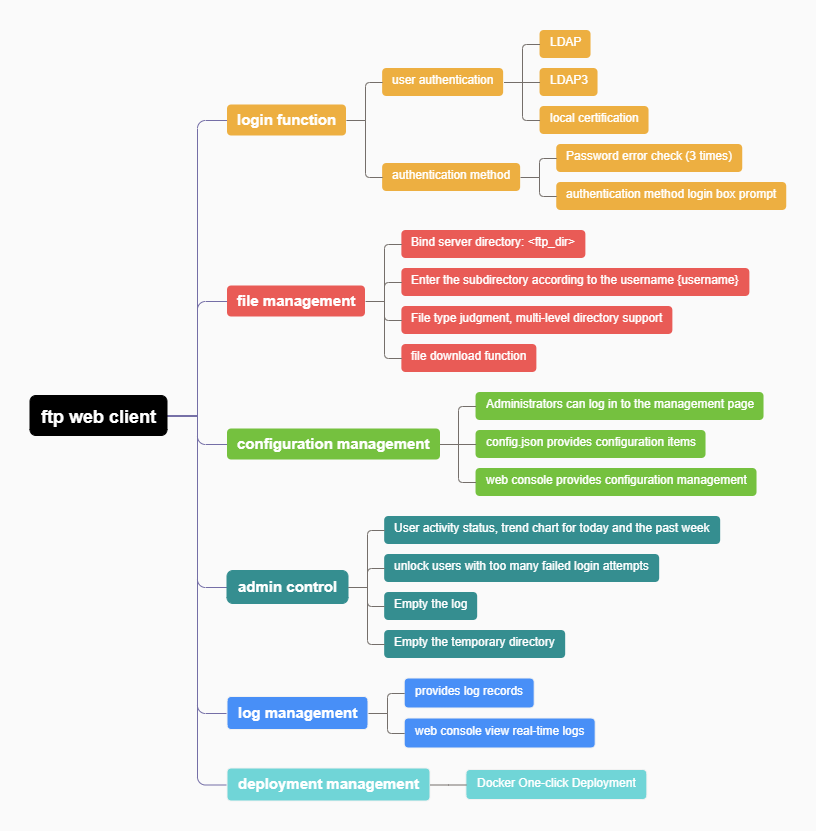 ftp web client
login function
user authentication
LDAP
LDAP3
local certification
authentication method
Password error check (3 times)
authentication method login box prompt
file management
Bind server directory: <ftp_dir>
Enter the subdirectory according to the username {username}
File type judgment, multi-level directory support
file download function
configuration management
Administrators can log in to the management page
config.json provides configuration items
web console provides configuration management
admin control
User activity status, trend chart for today and the past week
unlock users with too many failed login attempts
Empty the log
Empty the temporary directory
log management
provides log records
web console view real-time logs
deployment management
Docker One-click Deployment